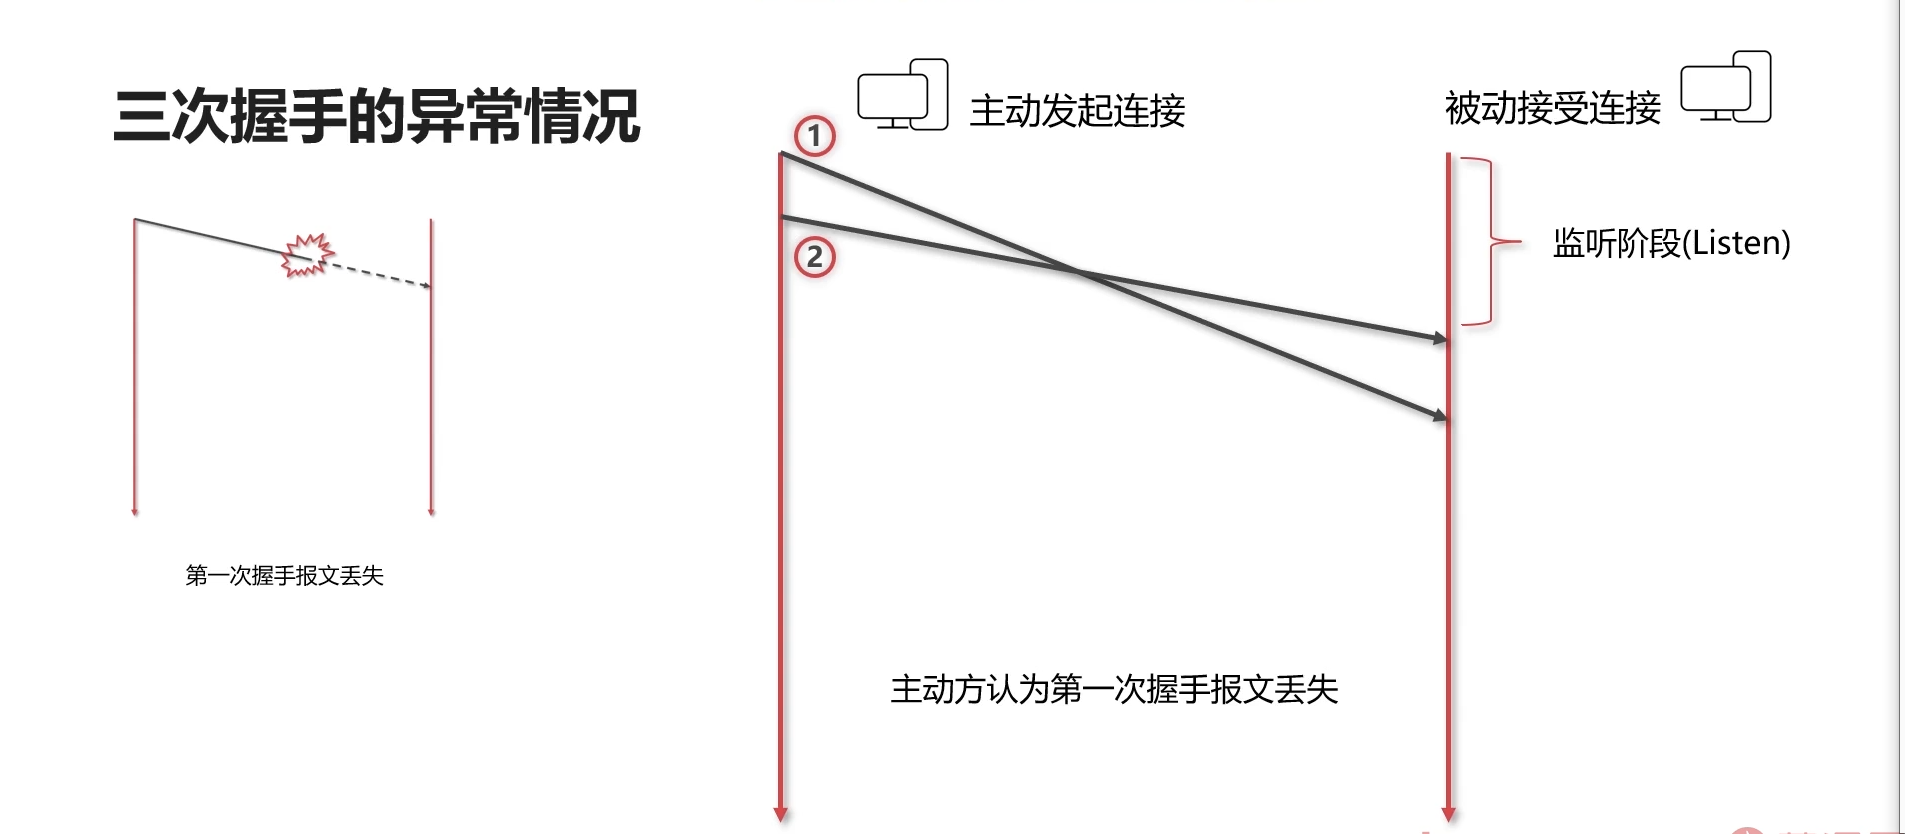 三次握手的异常情况
主动发起连接
被动接受连接
1
监听阶段(Listen)
2
第一次握手报文丢失
主动方认为第一次握手报文丢失